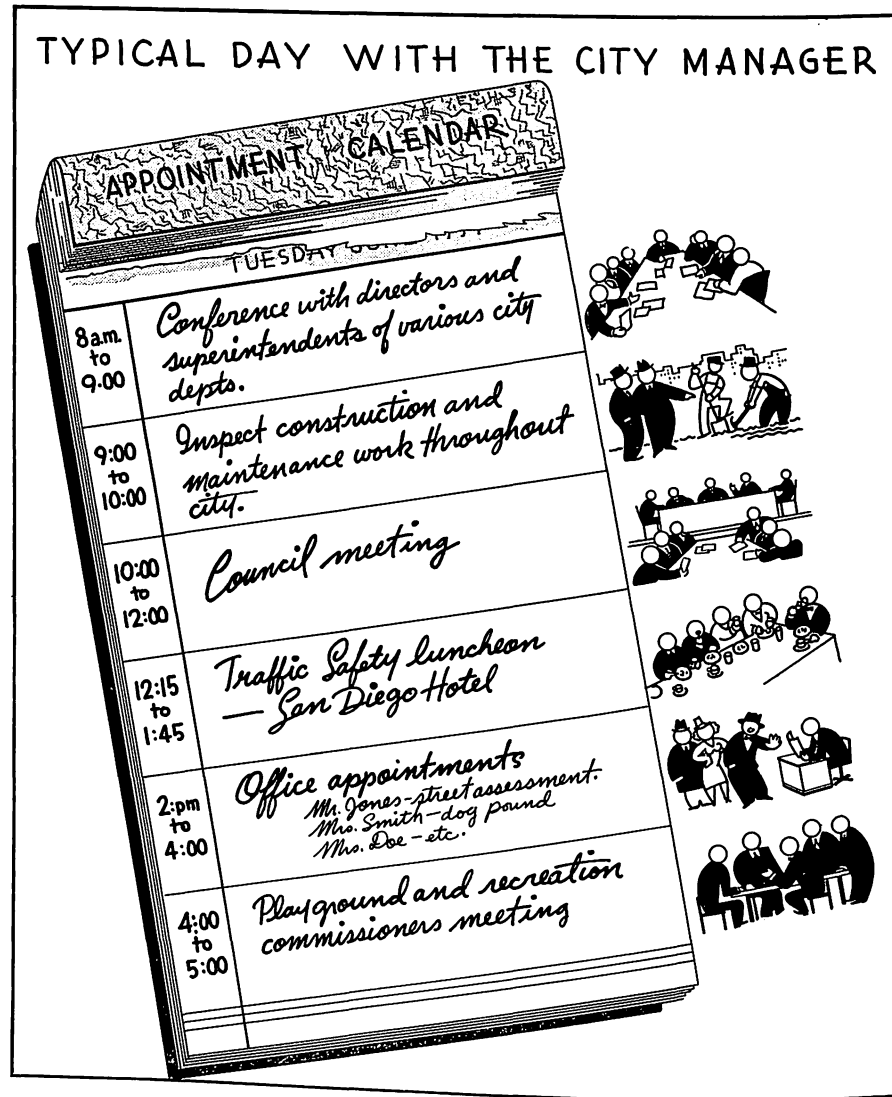 TYPICAL DAY WITH THE CITY MANAGER
APPOINTMENT CALENDAR
TUESDAY
8 a.m.
to
9.00
Conference with directors and
superintendents of various city
depts.
9:00
to
10:00
Inspect construction and
maintenance work throughout
city.
10:00
to
12:00
Council meeting
12:15
to
1:45
Traffic Safety luncheon
— San Diego Hotel
2:pm
to
4:00
Office appointments
Mr. Jones-street assessment.
Mrs. Smith-dog pound
Mrs. Doe-etc.
4:00
to
5:00
Playground and recreation
commissioners meeting